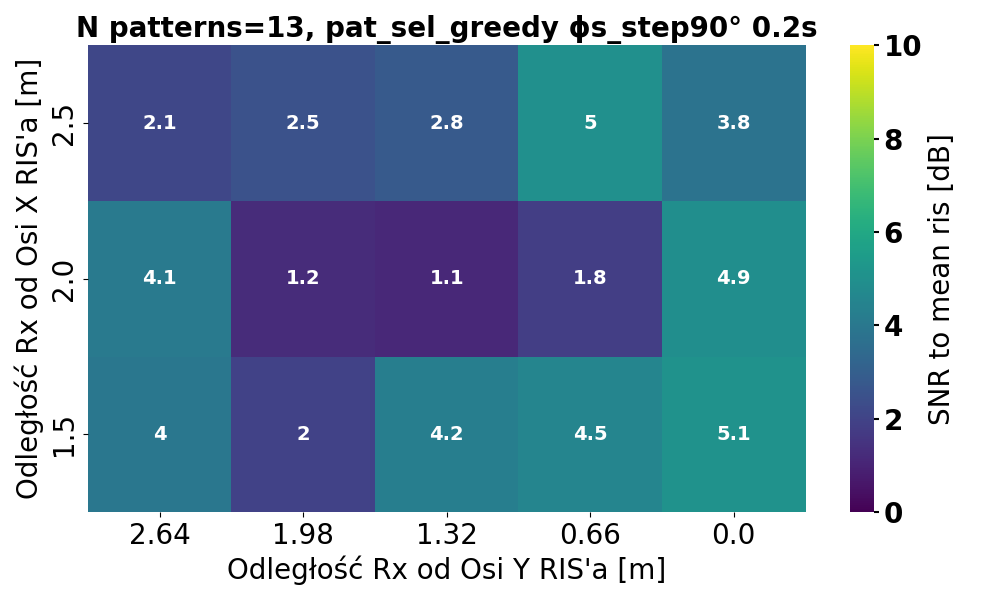 N patterns=13, pat_sel_greedy ϕs_step90° 0.2s
Odległość Rx od Osi X RIS'a [m]
2.5
2.0
1.5
2.1 2.5 2.8 5 3.8
4.1 1.2 1.1 1.8 4.9
4 2 4.2 4.5 5.1
2.64 1.98 1.32 0.66 0.0
Odległość Rx od Osi Y RIS'a [m]
10
8
6
4
2
0
SNR to mean ris [dB]